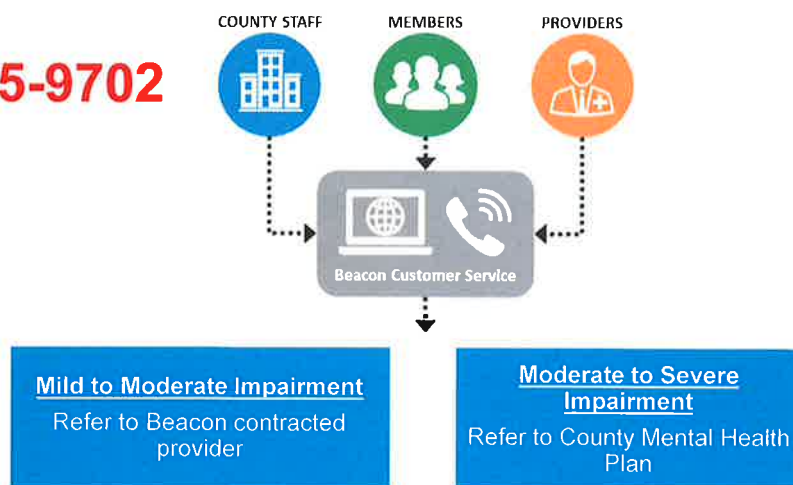 COUNTY STAFF
MEMBERS
PROVIDERS
5-9702
Beacon Customer Service
Mild to Moderate Impairment
Refer to Beacon contracted
provider
Moderate to Severe
Impairment
Refer to County Mental Health
Plan